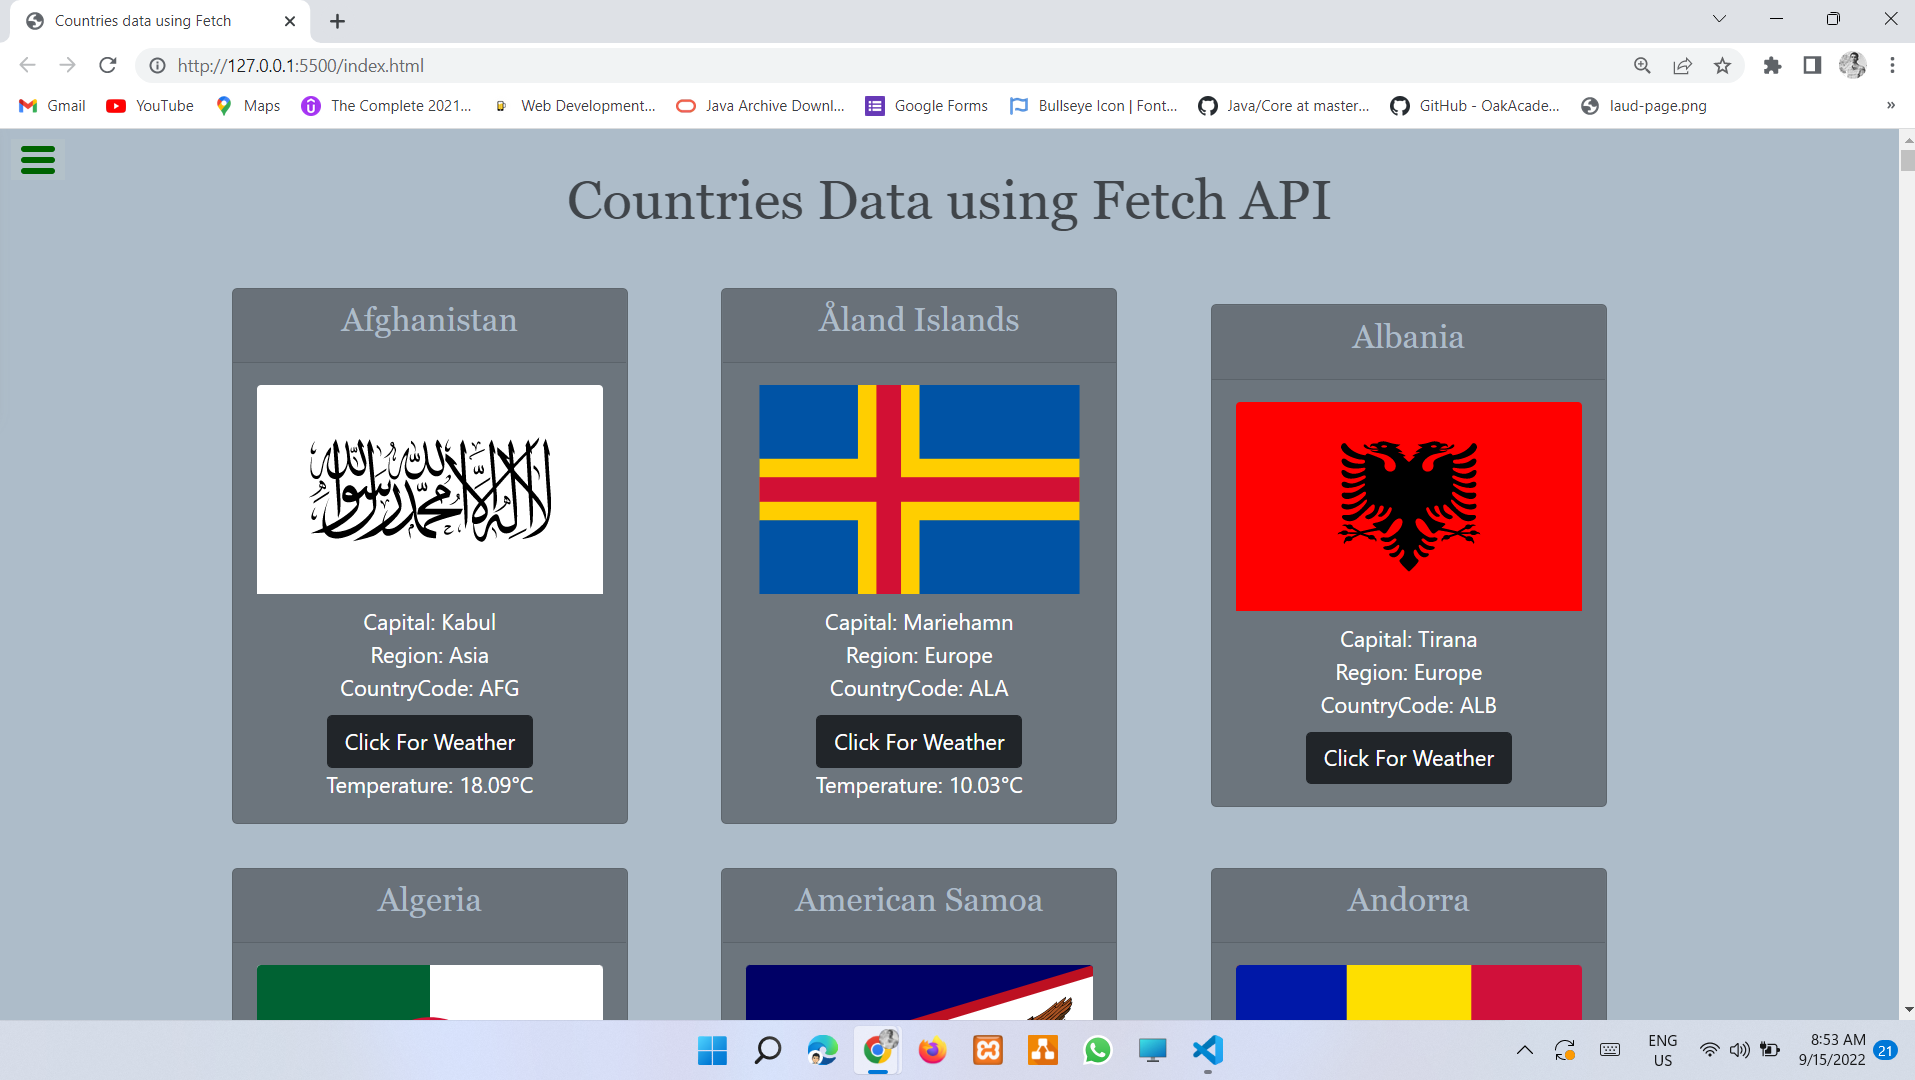 Countries data using Fetch
http://127.0.0.1:5500/index.html
Gmail YouTube Maps The Complete 2021... Web Development... Java Archive Downl... Google Forms Bullseye Icon | Font... Java/Core at master... GitHub - OakAcade... laud-page.png »
Countries Data using Fetch API
Afghanistan
لا إله إلا الله محمد رسول الله
Capital: Kabul
Region: Asia
CountryCode: AFG
Click For Weather
Temperature: 18.09°C
Åland Islands
Capital: Mariehamn
Region: Europe
CountryCode: ALA
Click For Weather
Temperature: 10.03°C
Albania
Capital: Tirana
Region: Europe
CountryCode: ALB
Click For Weather
Algeria
American Samoa
Andorra
ENG
US
8:53 AM
9/15/2022
21